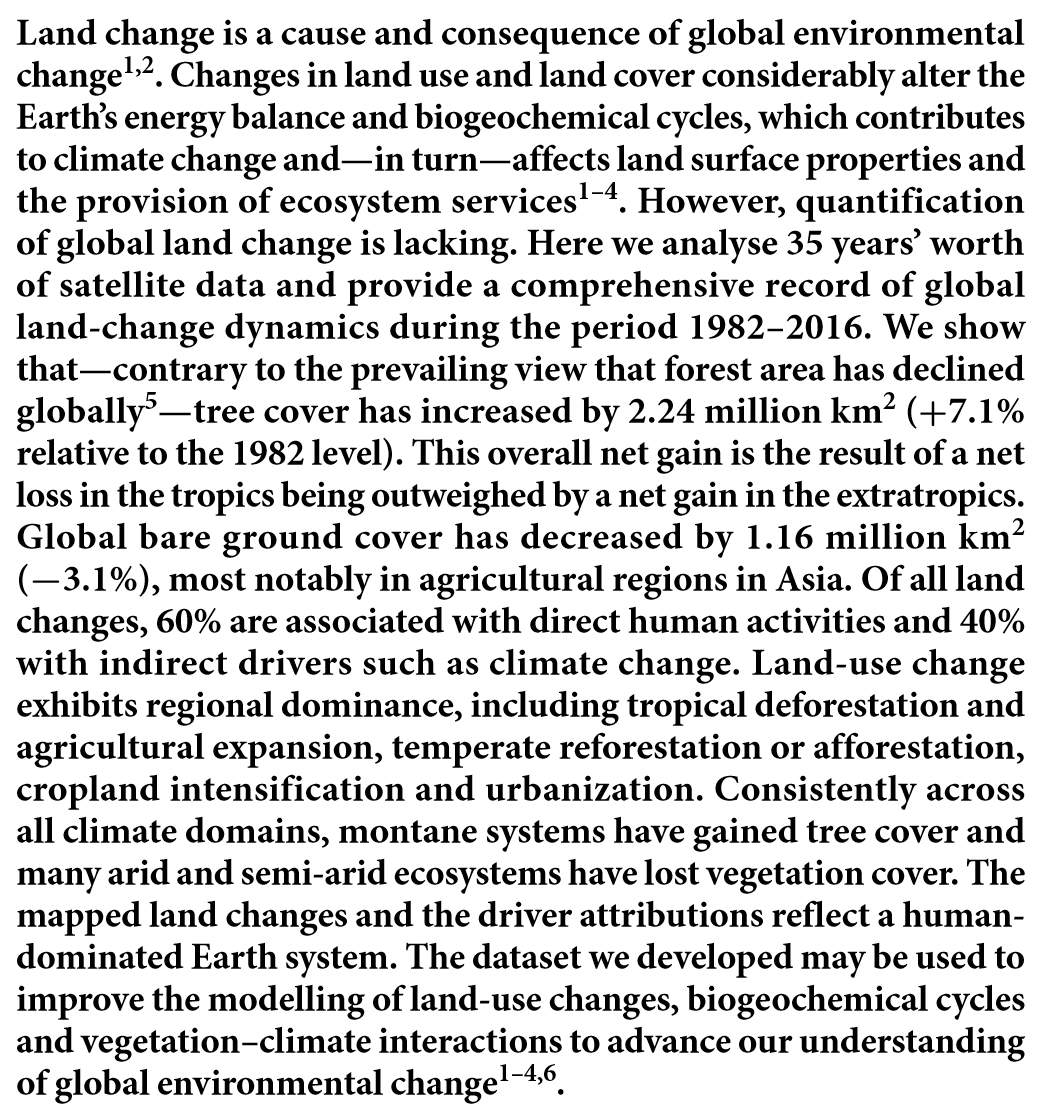 Land change is a cause and consequence of global environmental
change1,2. Changes in land use and land cover considerably alter the
Earth’s energy balance and biogeochemical cycles, which contributes
to climate change and—in turn—affects land surface properties and
the provision of ecosystem services1–4. However, quantification
of global land change is lacking. Here we analyse 35 years’ worth
of satellite data and provide a comprehensive record of global
land-change dynamics during the period 1982–2016. We show
that—contrary to the prevailing view that forest area has declined
globally5—tree cover has increased by 2.24 million km2 (+7.1%
relative to the 1982 level). This overall net gain is the result of a net
loss in the tropics being outweighed by a net gain in the extratropics.
Global bare ground cover has decreased by 1.16 million km2
(−3.1%), most notably in agricultural regions in Asia. Of all land
changes, 60% are associated with direct human activities and 40%
with indirect drivers such as climate change. Land-use change
exhibits regional dominance, including tropical deforestation and
agricultural expansion, temperate reforestation or afforestation,
cropland intensification and urbanization. Consistently across
all climate domains, montane systems have gained tree cover and
many arid and semi-arid ecosystems have lost vegetation cover. The
mapped land changes and the driver attributions reflect a human-
dominated Earth system. The dataset we developed may be used to
improve the modelling of land-use changes, biogeochemical cycles
and vegetation–climate interactions to advance our understanding
of global environmental change1–4,6.